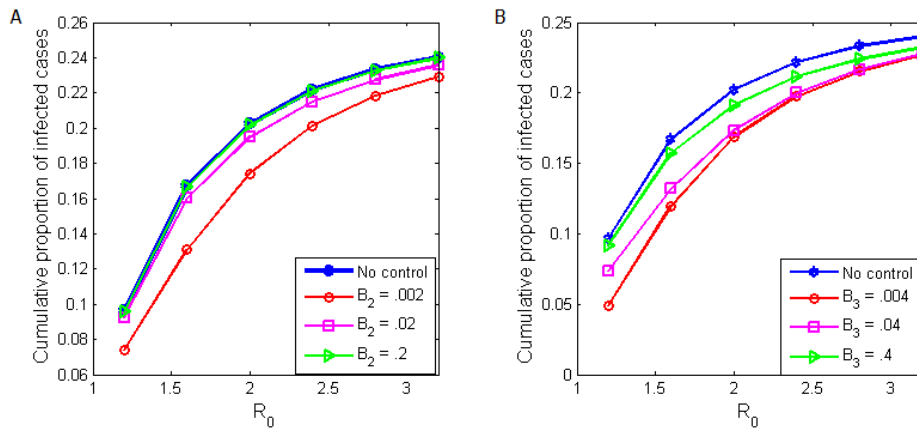 A
Cumulative proportion of infected cases
0.26
0.24
0.22
0.2
0.18
0.16
0.14
0.12
0.1
0.08
0.06
No control
B2 = .002
B2 = .02
B2 = .2
1
1.5
2
2.5
3
R0
B
Cumulative proportion of infected cases
0.25
0.2
0.15
0.1
0.05
0
No control
B3 = .004
B3 = .04
B3 = .4
1
1.5
2
2.5
3
R0